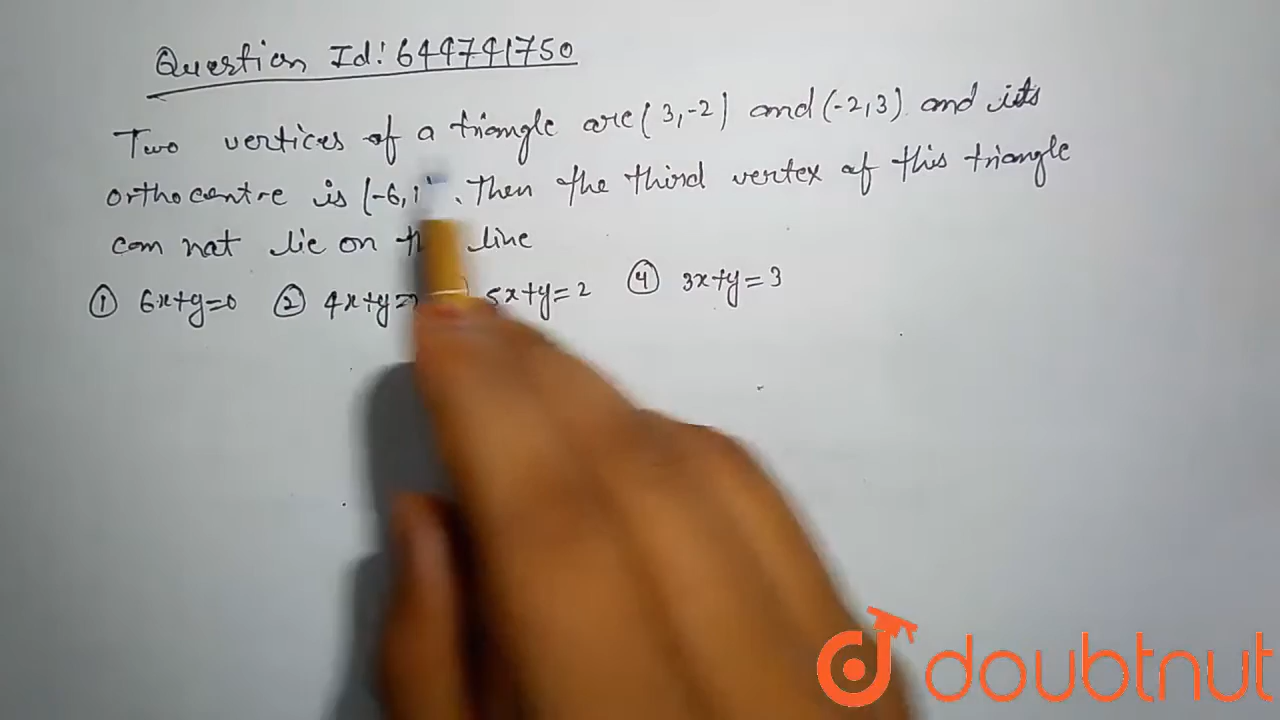 Question Id: 644741750
Two vertices of a triangle are (3,-2) and (-2,3) and its
orthocentre is (-6,1). Then the third vertex of this triangle
can not lie on the line
① 6x+y=0 ② 4x+y= 5x+y=2 ④ 3x+y=3
doubtnut